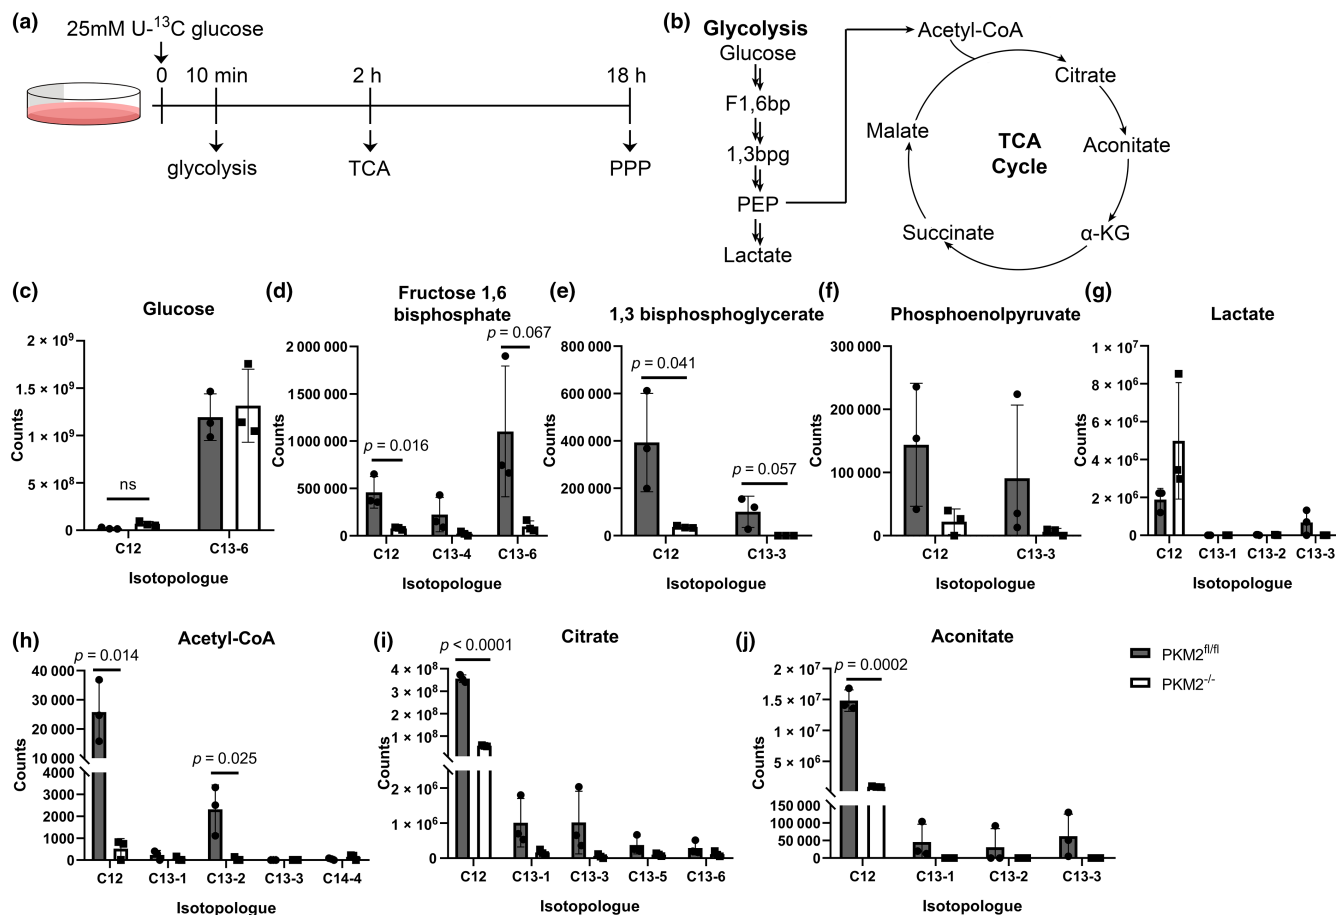 (a)
25mM U-¹³C glucose
0 10 min 2 h 18 h
glycolysis TCA PPP
(b)
Glycolysis
Glucose
F1,6bp
1,3bpg
PEP
Lactate
Acetyl-CoA
Citrate
Aconitate
α-KG
Succinate
Malate
TCA
Cycle
(c)
Glucose
Counts
2 × 10⁹
1.5 × 10⁹
1 × 10⁹
5 × 10⁸
0
ns
C12 C13-6
Isotopologue
(d)
Fructose 1,6
bisphosphate
Counts
2 000 000
1500 000
1000 000
500 000
0
p = 0.016
p = 0.067
C12 C13-4 C13-6
Isotopologue
(e)
1,3 bisphosphoglycerate
Counts
800 000
600 000
400 000
200 000
0
p = 0.041
p = 0.057
C12 C13-3
Isotopologue
(f)
Phosphoenolpyruvate
Counts
300 000
200 000
100 000
0
C12 C13-3
Isotopologue
(g)
Lactate
Counts
1 × 10⁷
8 × 10⁶
6 × 10⁶
4 × 10⁶
2 × 10⁶
0
C12 C13-1 C13-2 C13-3
Isotopologue
(h)
Acetyl-CoA
Counts
40 000
30 000
20 000
10 000
4000
3000
2000
1000
0
p = 0.014
p = 0.025
C12 C13-1 C13-2 C13-3 C14-4
Isotopologue
(i)
Citrate
Counts
4 × 10⁸
3 × 10⁸
2 × 10⁸
1 × 10⁸
2 × 10⁶
1 × 10⁶
0
p < 0.0001
C12 C13-1 C13-3 C13-5 C13-6
Isotopologue
(j)
Aconitate
Counts
2 × 10⁷
1.5 × 10⁷
1 × 10⁷
5 × 10⁶
150 000
100 000
50 000
0
p = 0.0002
C12 C13-1 C13-2 C13-3
Isotopologue
PKM2ᶠˡ/ᶠˡ
PKM2⁻/⁻